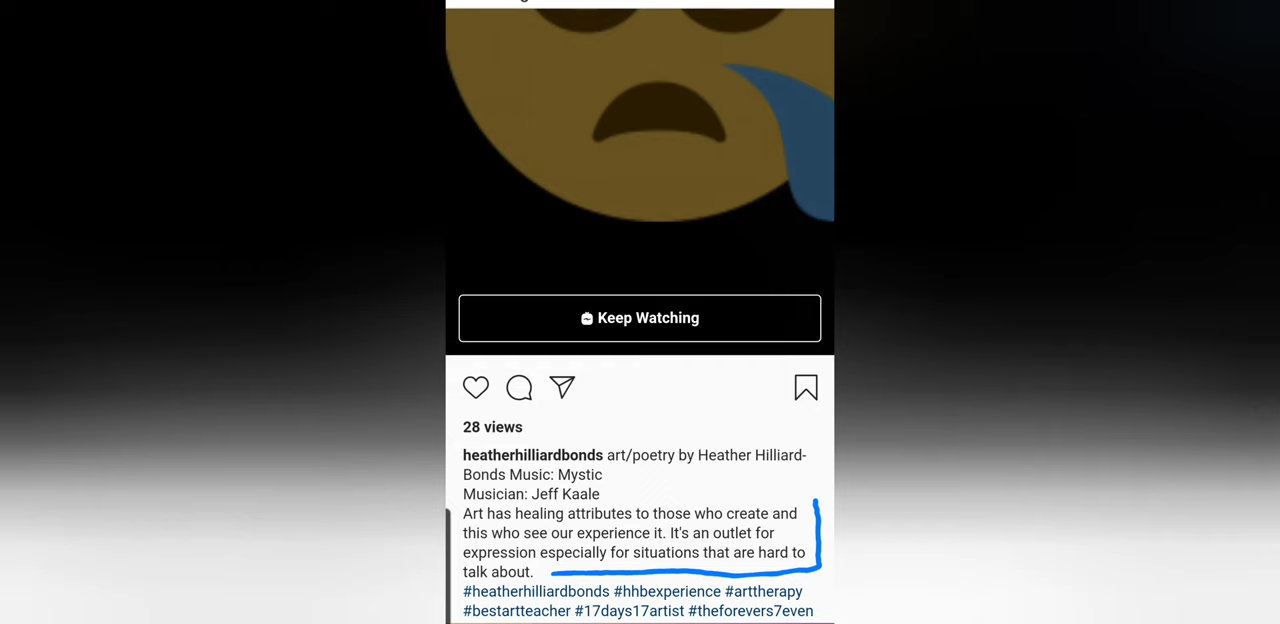 Keep Watching
28 views
heatherhilliardbonds art/poetry by Heather Hilliard-
Bonds Music: Mystic
Musician: Jeff Kaale
Art has healing attributes to those who create and
this who see our experience it. It's an outlet for
expression especially for situations that are hard to
talk about.
#heatherhilliardbonds #hhbexperience #arttherapy
#bestartteacher #17days17artist #theforevers7even